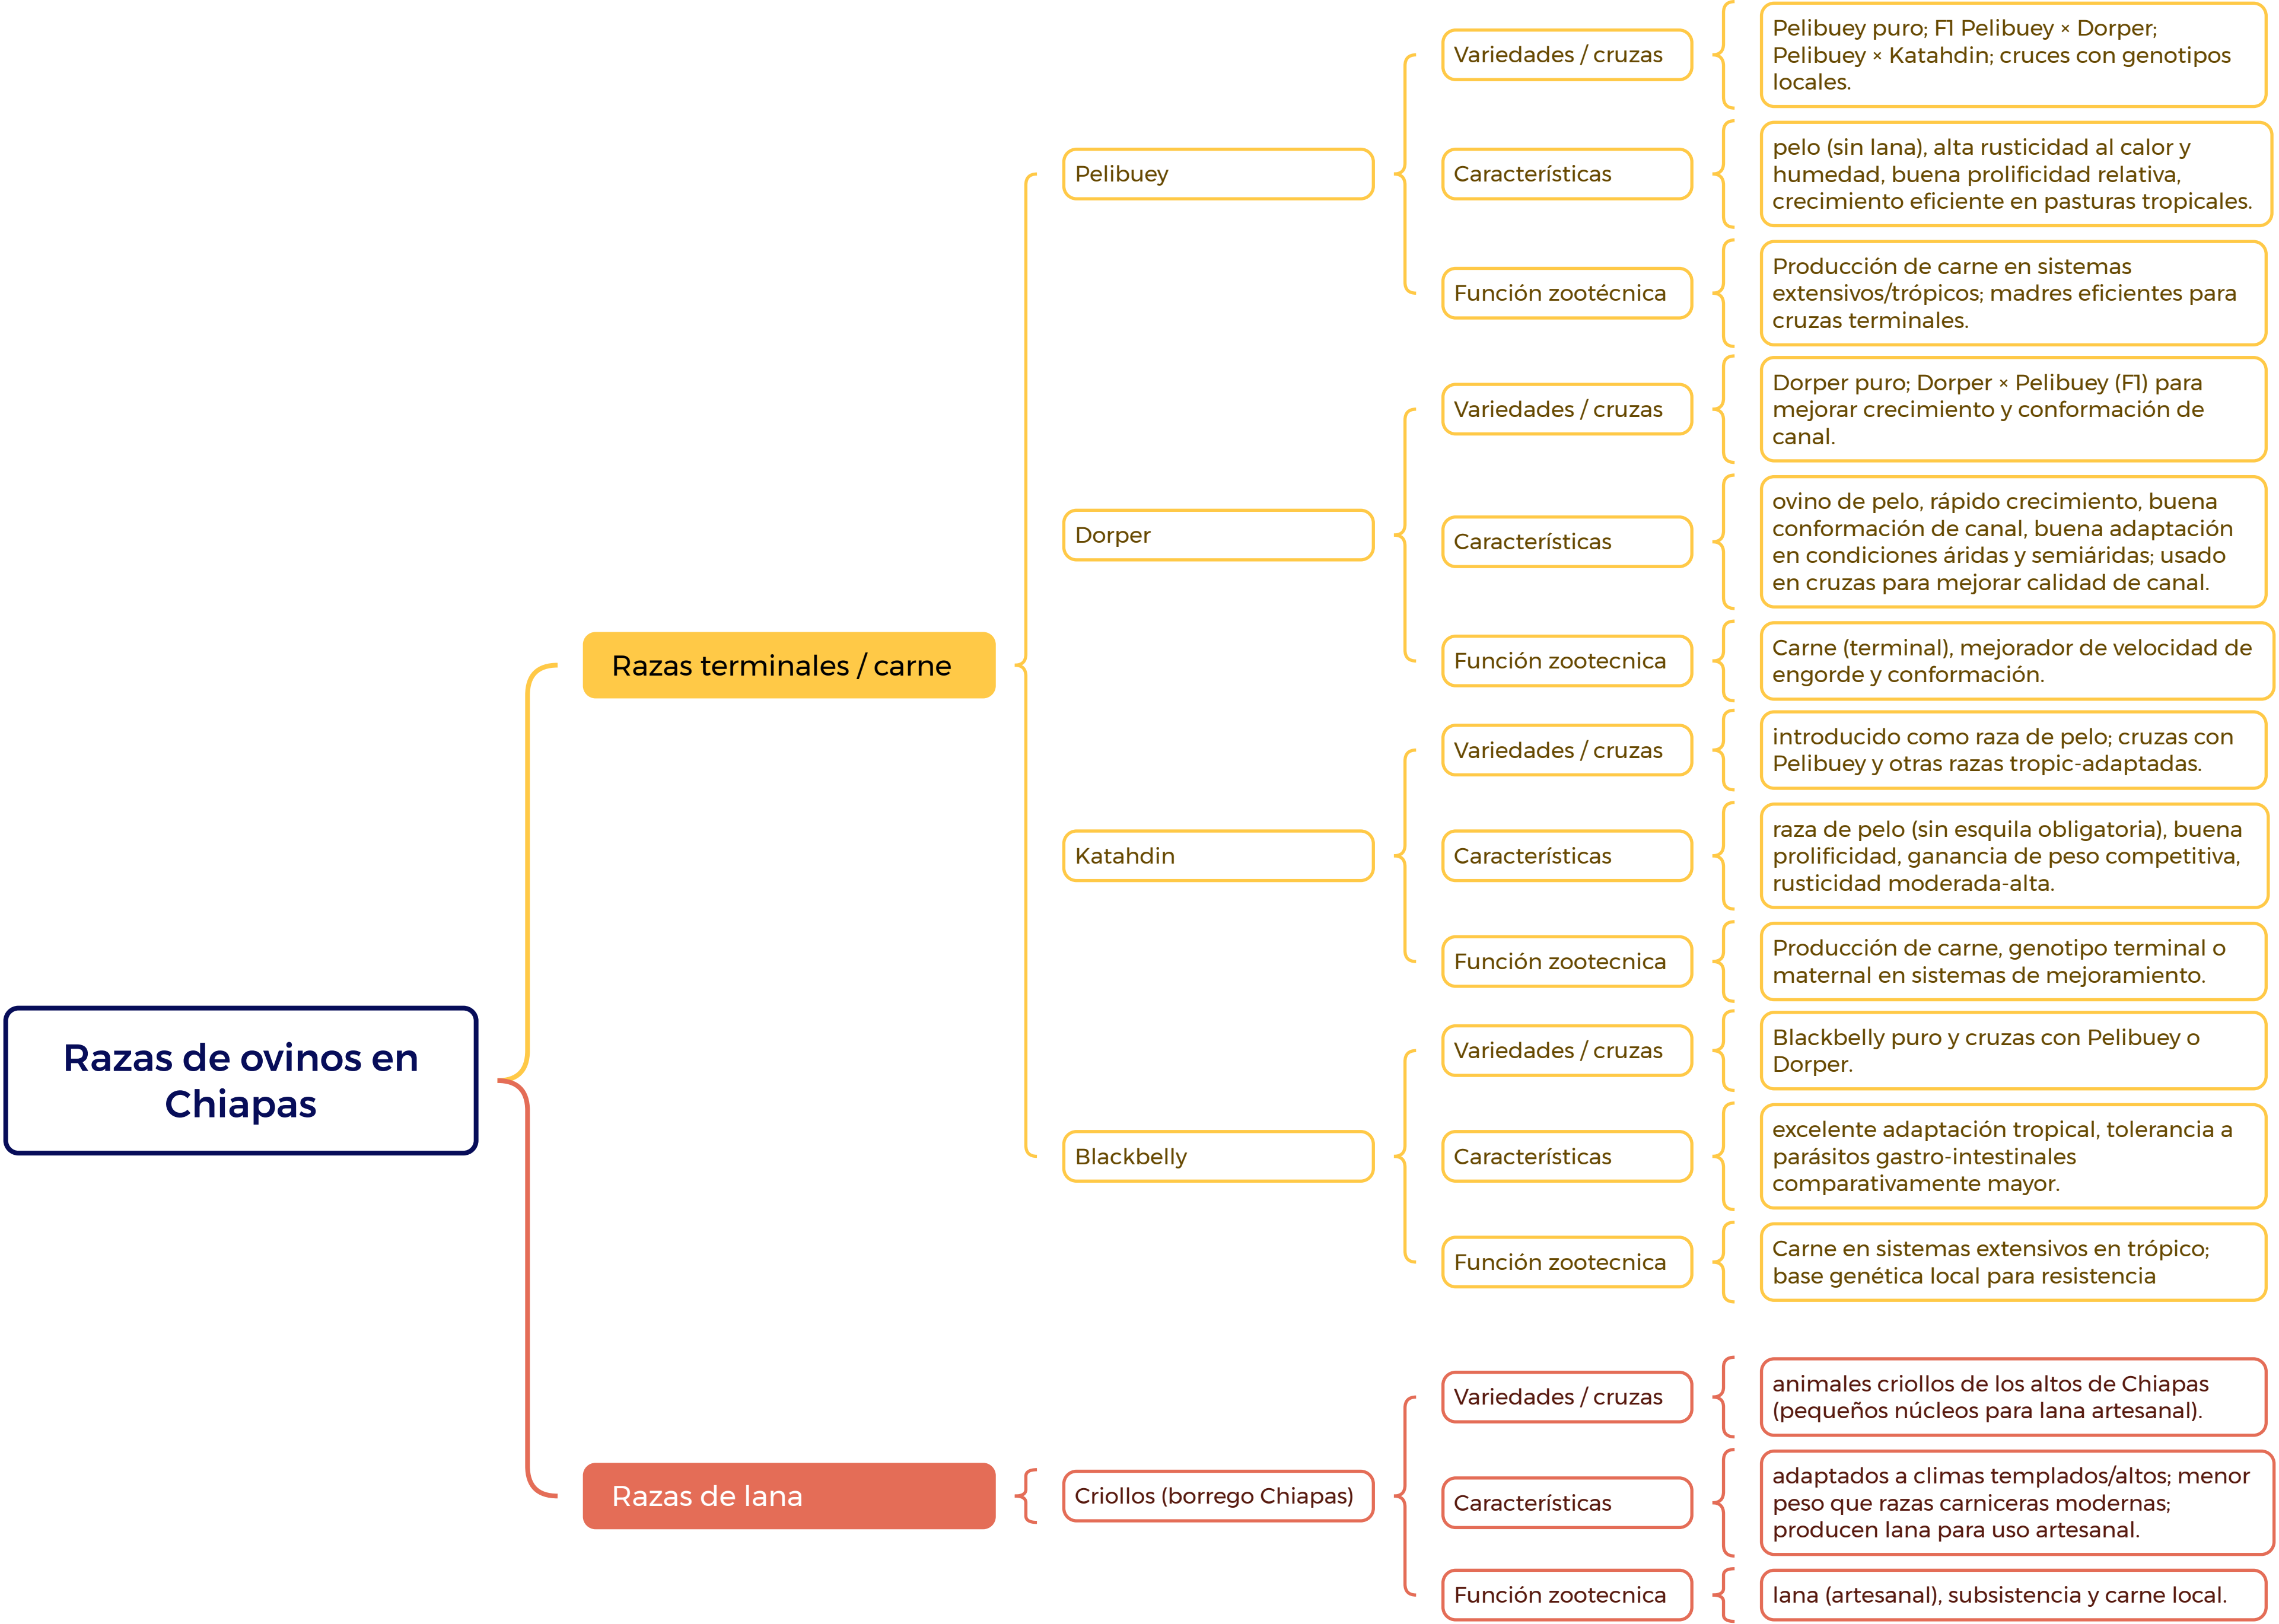 Razas de ovinos en
Chiapas
Razas terminales / carne
Pelibuey
Variedades / cruzas
Pelibuey puro; F1 Pelibuey × Dorper;
Pelibuey × Katahdin; cruces con genotipos
locales.
Características
pelo (sin lana), alta rusticidad al calor y
humedad, buena prolificidad relativa,
crecimiento eficiente en pasturas tropicales.
Función zootécnica
Producción de carne en sistemas
extensivos/trópicos; madres eficientes para
cruzas terminales.
Dorper
Variedades / cruzas
Dorper puro; Dorper × Pelibuey (F1) para
mejorar crecimiento y conformación de
canal.
Características
ovino de pelo, rápido crecimiento, buena
conformación de canal, buena adaptación
en condiciones áridas y semiáridas; usado
en cruzas para mejorar calidad de canal.
Función zootecnica
Carne (terminal), mejorador de velocidad de
engorde y conformación.
Katahdin
Variedades / cruzas
introducido como raza de pelo; cruzas con
Pelibuey y otras razas tropic-adaptadas.
Características
raza de pelo (sin esquila obligatoria), buena
prolificidad, ganancia de peso competitiva,
rusticidad moderada-alta.
Función zootecnica
Producción de carne, genotipo terminal o
maternal en sistemas de mejoramiento.
Blackbelly
Variedades / cruzas
Blackbelly puro y cruzas con Pelibuey o
Dorper.
Características
excelente adaptación tropical, tolerancia a
parásitos gastro-intestinales
comparativamente mayor.
Función zootecnica
Carne en sistemas extensivos en trópico;
base genética local para resistencia
Razas de lana
Criollos (borrego Chiapas)
Variedades / cruzas
animales criollos de los altos de Chiapas
(pequeños núcleos para lana artesanal).
Características
adaptados a climas templados/altos; menor
peso que razas carniceras modernas;
producen lana para uso artesanal.
Función zootecnica
lana (artesanal), subsistencia y carne local.